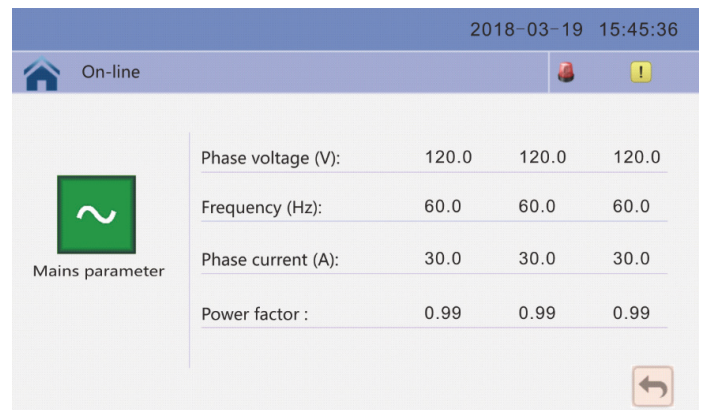 2018-03-19 15:45:36
On-line
!
Phase voltage (V): 120.0 120.0 120.0
Frequency (Hz): 60.0 60.0 60.0
Mains parameter
Phase current (A): 30.0 30.0 30.0
Power factor : 0.99 0.99 0.99